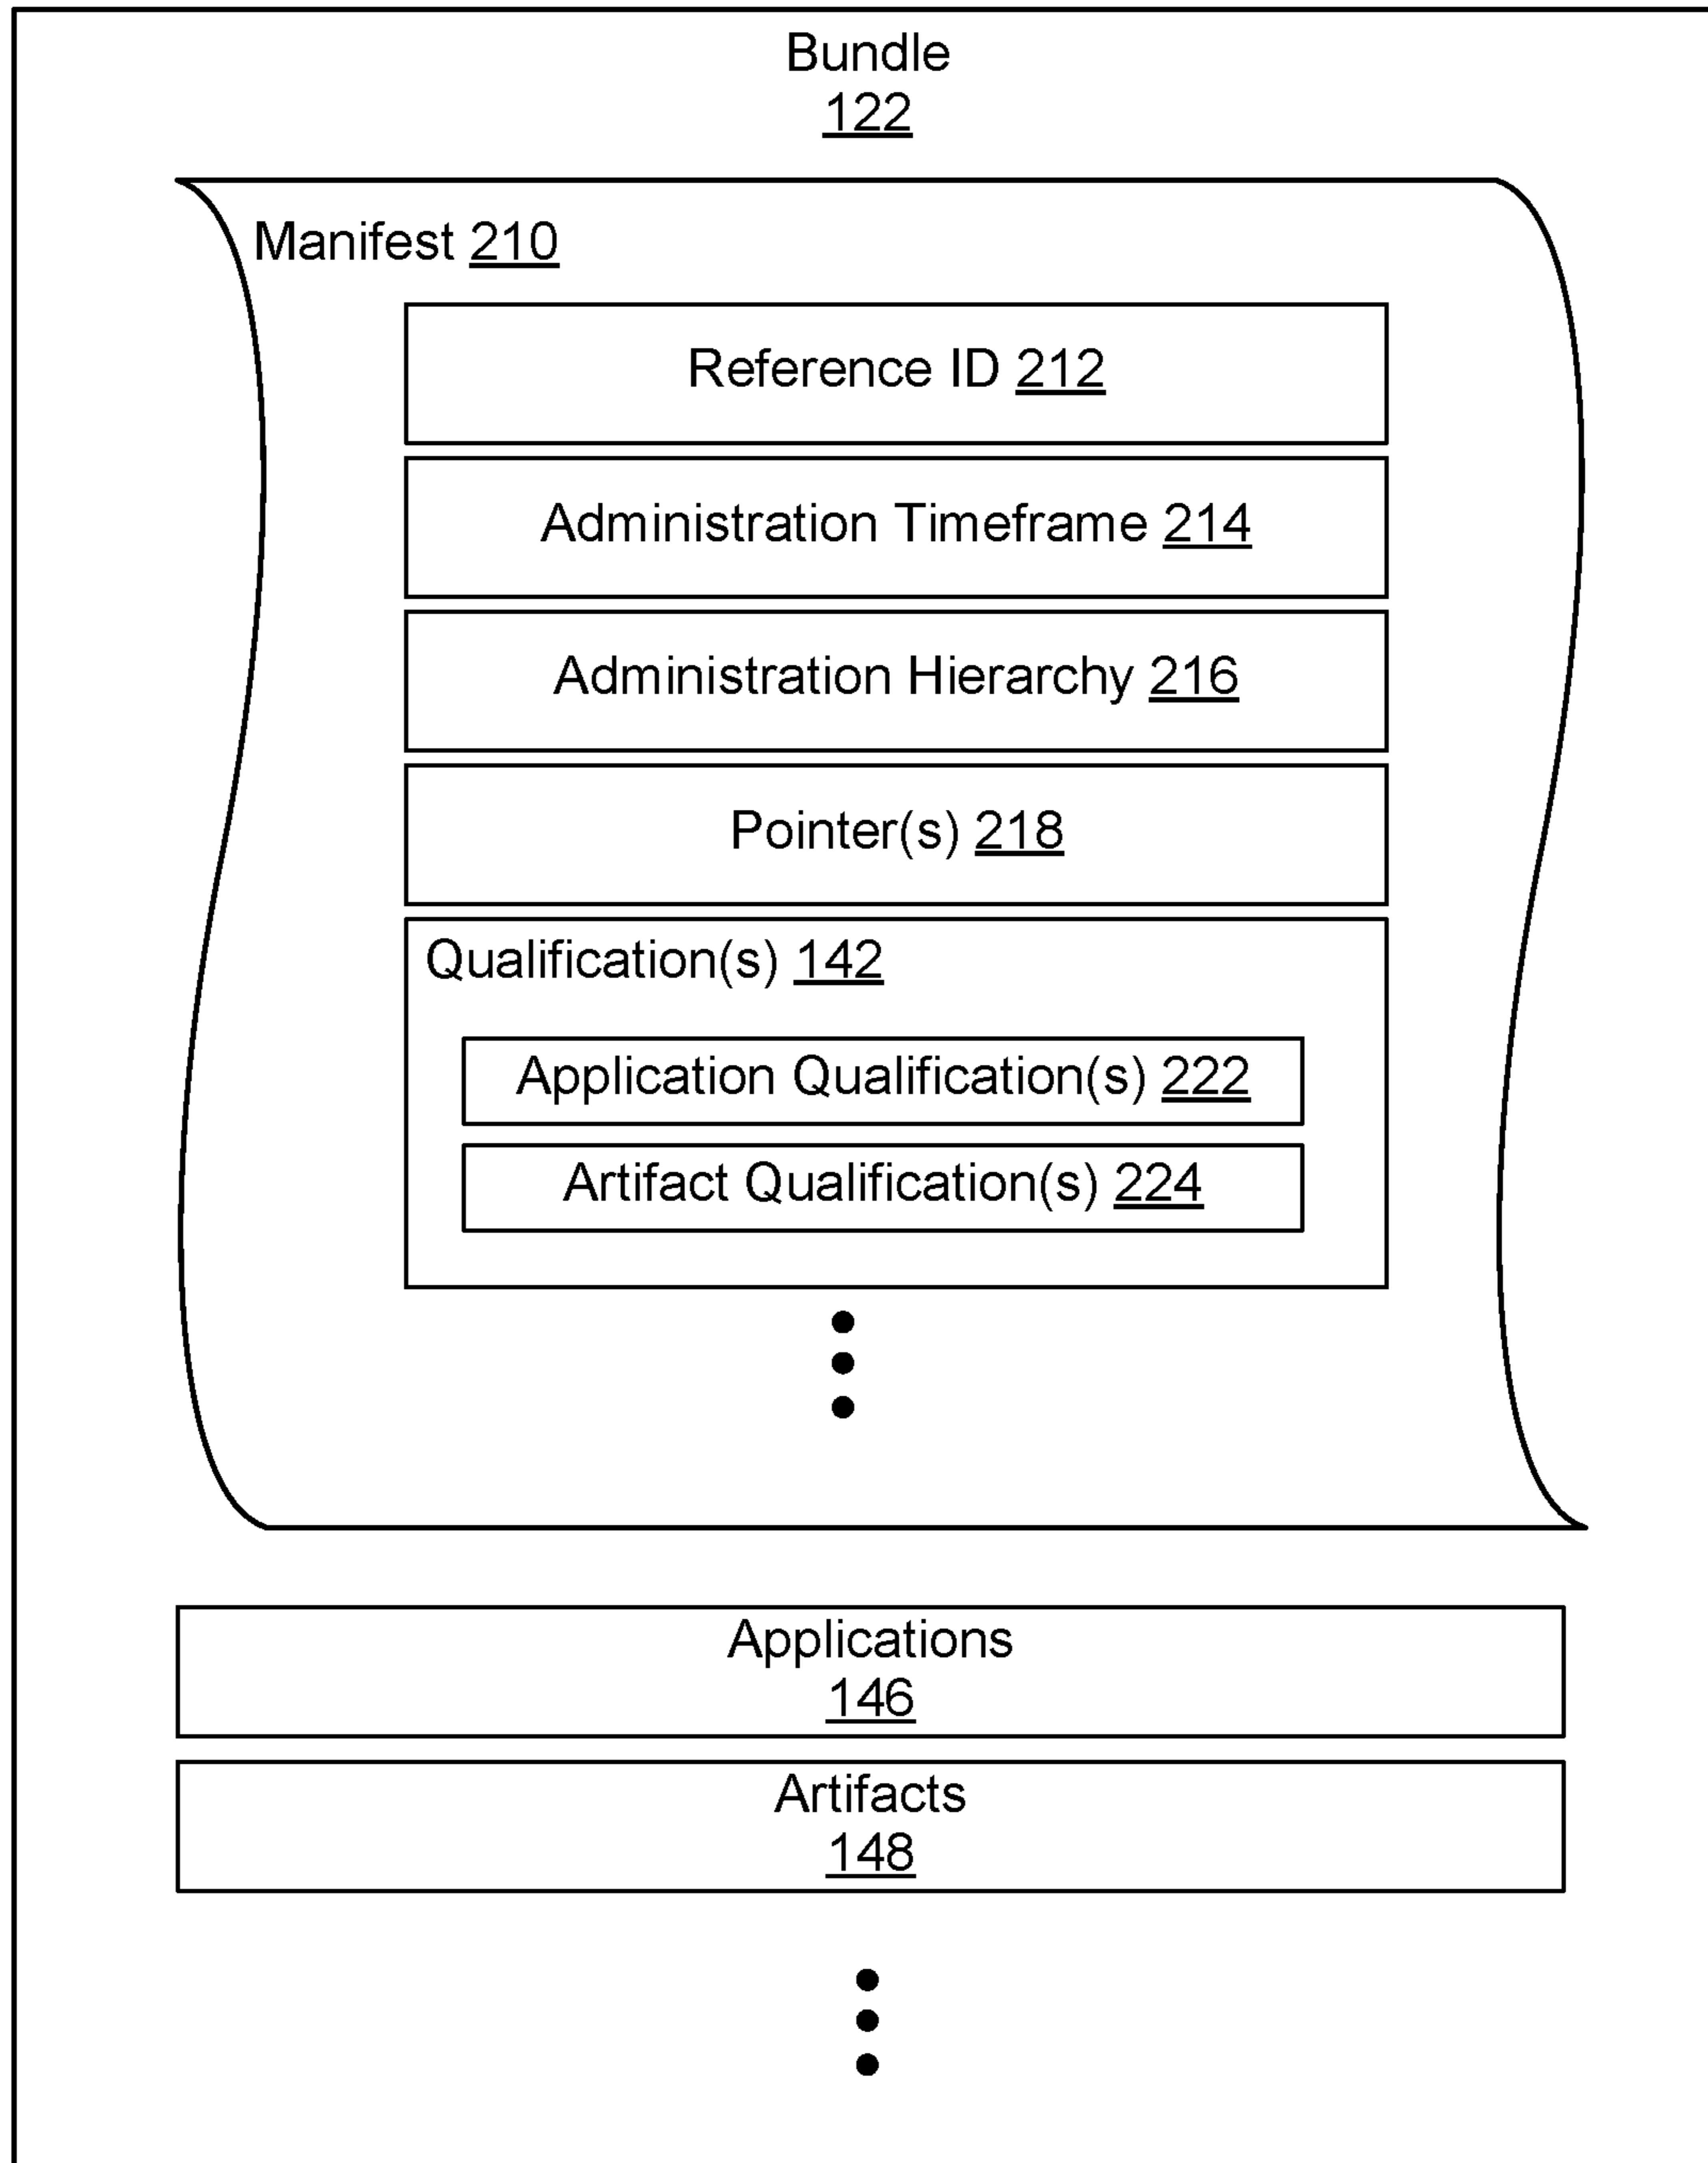 Bundle
122
Manifest 210
Reference ID 212
Administration Timeframe 214
Administration Hierarchy 216
Pointer(s) 218
Qualification(s) 142
Application Qualification(s) 222
Artifact Qualification(s) 224
Applications
146
Artifacts
148